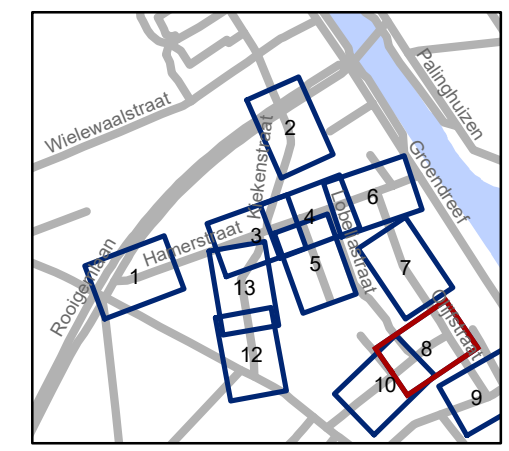 Palinghuizen
Wielewaalstraat
2
Kiekenstraat
Groendreef
6
Lobeliastraat
4
3
Hamerstraat
Rooigemlaan
1
5
7
13
8
12
10
9